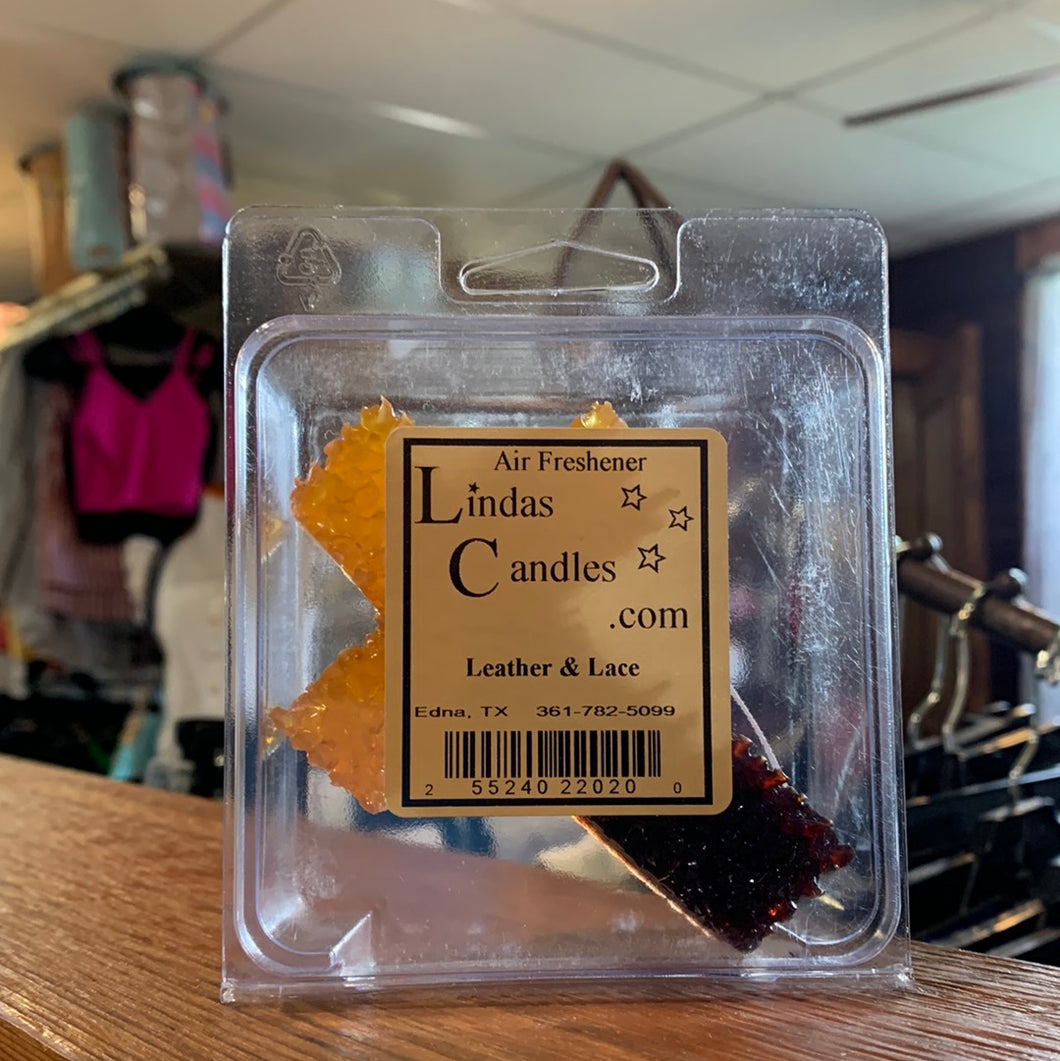 Air Freshener
Lindas
Candles
.com
Leather & Lace
Edna, TX 361-782-5099
2 55240 22020 0